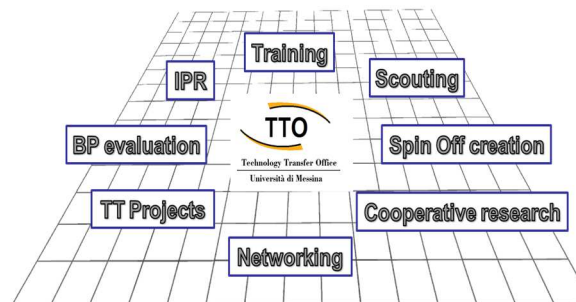 Training
IPR
Scouting
TTO
Technology Transfer Office
Università di Messina
BP evaluation
Spin Off creation
TT Projects
Cooperative research
Networking